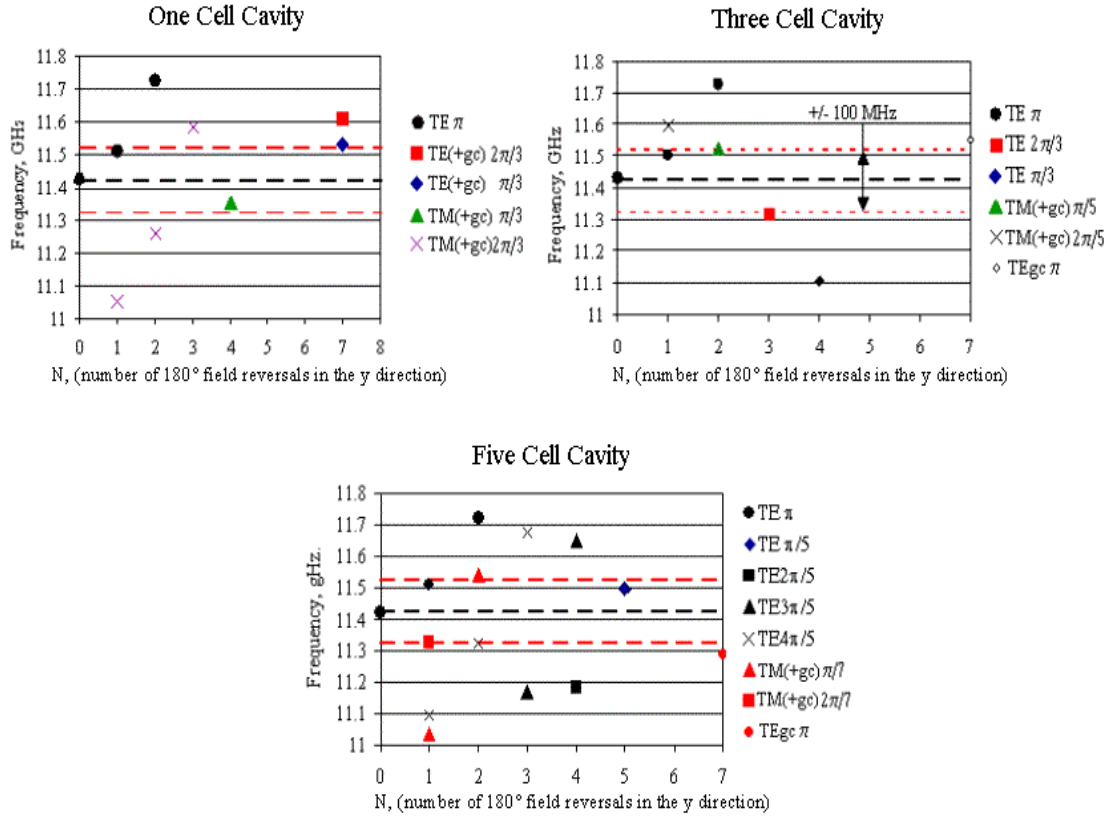 One Cell Cavity
11.8
11.7
11.6
11.5
11.4
11.3
11.2
11.1
11
Frequency, GHz
0 1 2 3 4 5 6 7 8
N, (number of 180° field reversals in the y direction)
TE π
TE(+gc) 2π/3
TE(+gc) π/3
TM(+gc) π/3
TM(+gc)2π/3
Three Cell Cavity
11.8
11.7
11.6
11.5
11.4
11.3
11.2
11.1
11
Frequency, GHz
+/- 100 MHz
0 1 2 3 4 5 6 7
N, (number of 180° field reversals in the y direction)
TE π
TE 2π/3
TE π/3
TM(+gc) π/5
TM(+gc) 2π/5
TEgc π
Five Cell Cavity
11.8
11.7
11.6
11.5
11.4
11.3
11.2
11.1
11
Frequency, gHz.
0 1 2 3 4 5 6 7
N, (number of 180° field reversals in the y direction)
TE π
TE π/5
TE2π/5
TE3π/5
TE4π/5
TM(+gc) π/7
TM(+gc) 2π/7
TEgc π